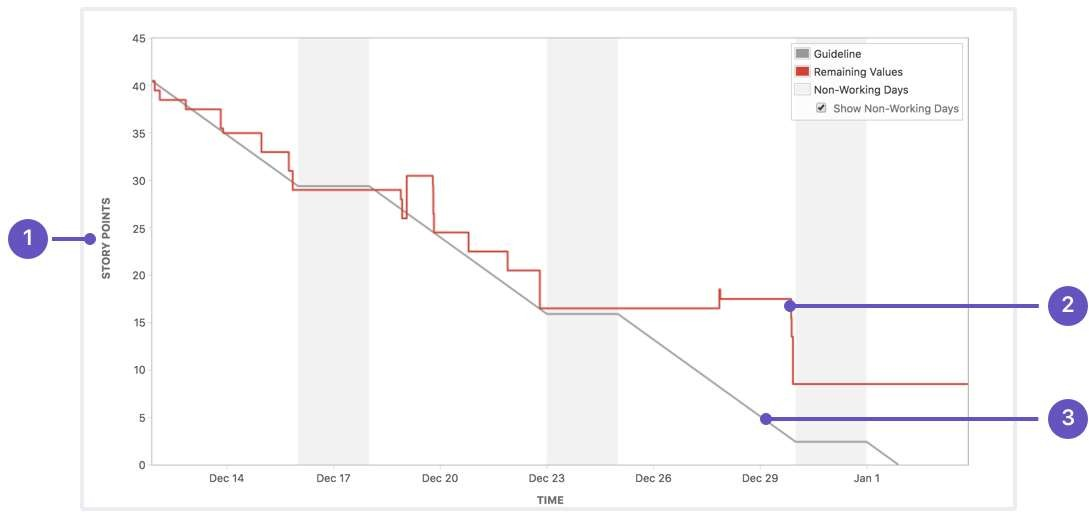 45
40
35
30
25
20
15
10
5
0
STORY POINTS
Guideline
Remaining Values
Non-Working Days
Show Non-Working Days
1
2
3
Dec 14 Dec 17 Dec 20 Dec 23 Dec 26 Dec 29 Jan 1
TIME